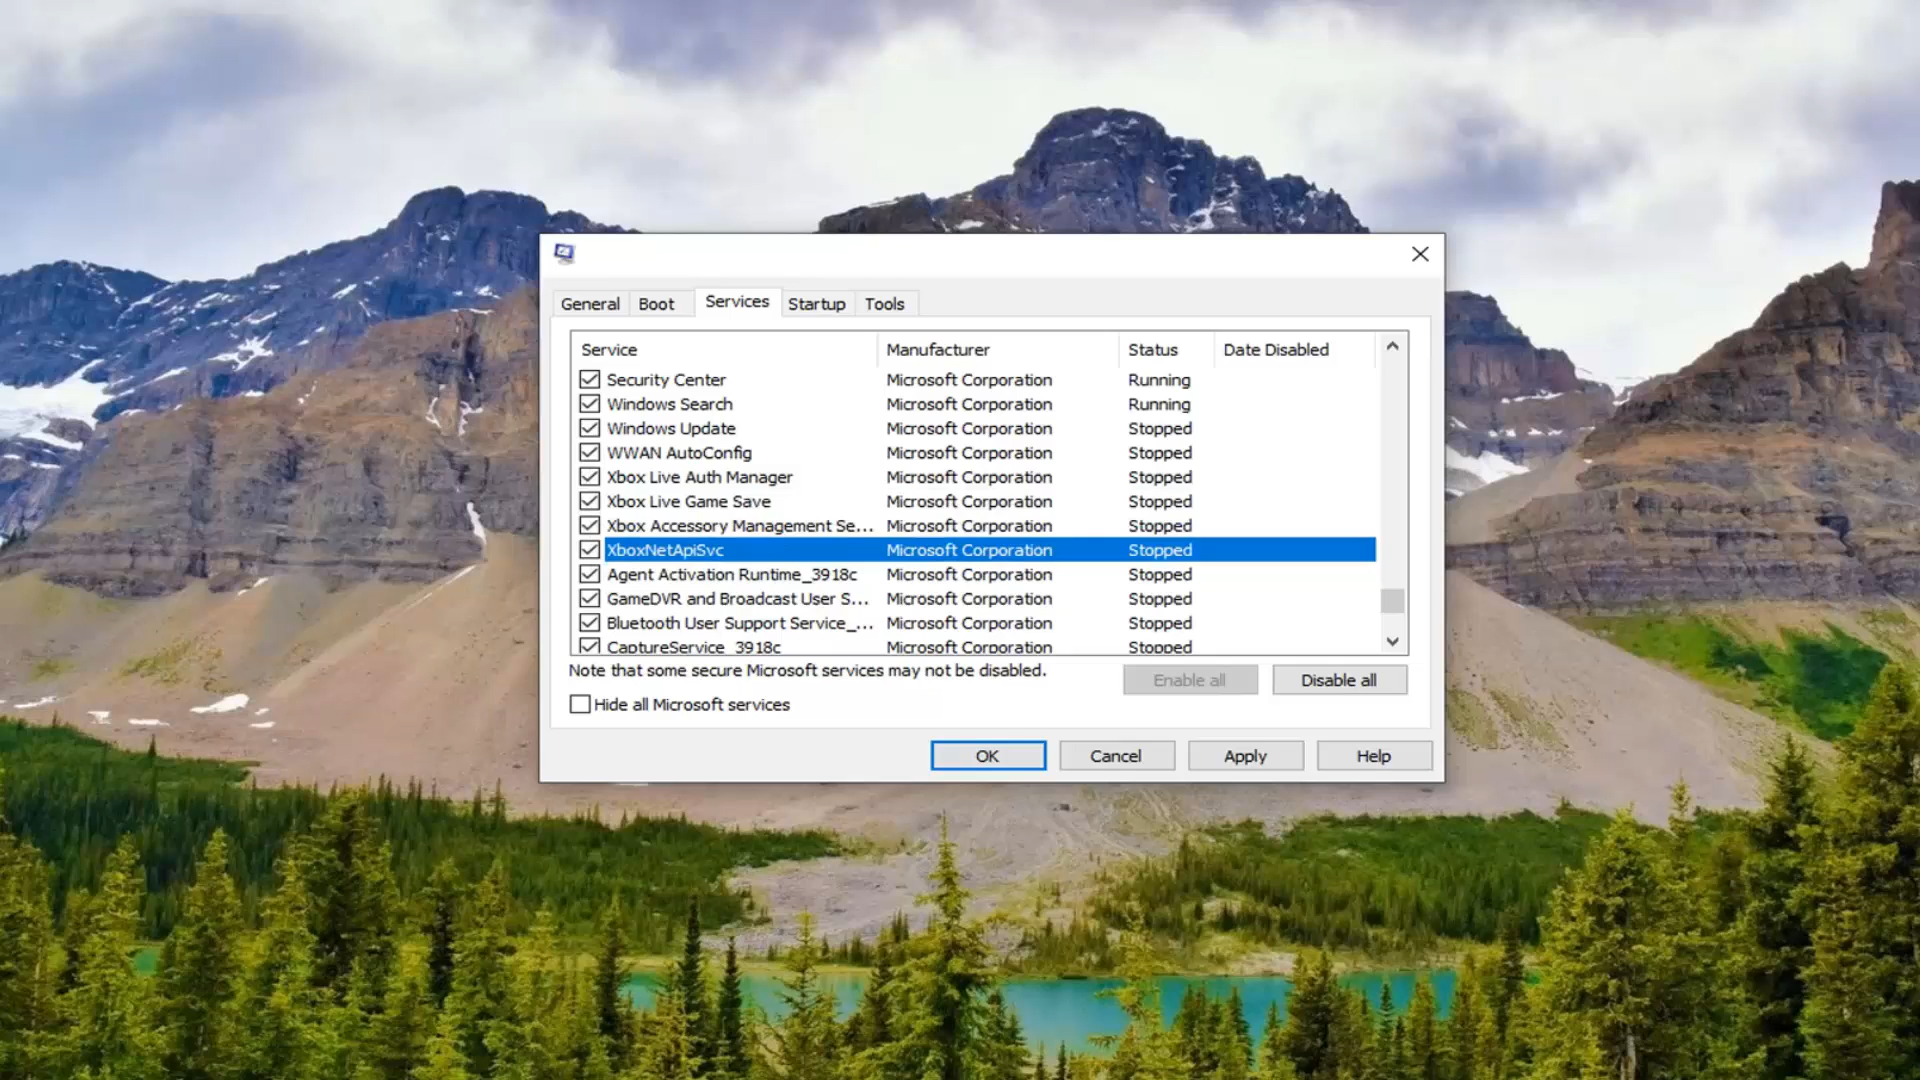 General Boot Services Startup Tools
Service Manufacturer Status Date Disabled
Security Center Microsoft Corporation Running
Windows Search Microsoft Corporation Running
Windows Update Microsoft Corporation Stopped
WWAN AutoConfig Microsoft Corporation Stopped
Xbox Live Auth Manager Microsoft Corporation Stopped
Xbox Live Game Save Microsoft Corporation Stopped
Xbox Accessory Management Se... Microsoft Corporation Stopped
XboxNetApiSvc Microsoft Corporation Stopped
Agent Activation Runtime_3918c Microsoft Corporation Stopped
GameDVR and Broadcast User S... Microsoft Corporation Stopped
Bluetooth User Support Service_... Microsoft Corporation Stopped
CaptureService_3918c Microsoft Corporation Stopped
Note that some secure Microsoft services may not be disabled.
Enable all Disable all
Hide all Microsoft services
OK Cancel Apply Help